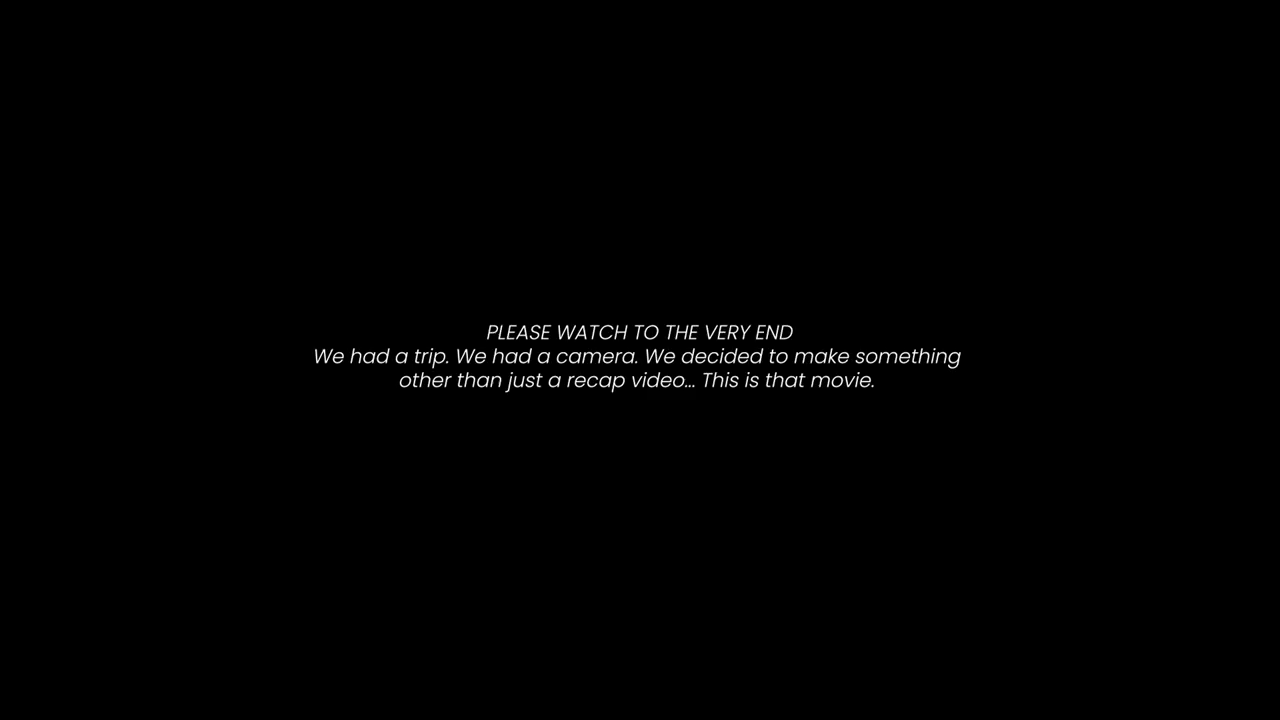 PLEASE WATCH TO THE VERY END
We had a trip. We had a camera. We decided to make something
other than just a recap video... This is that movie.